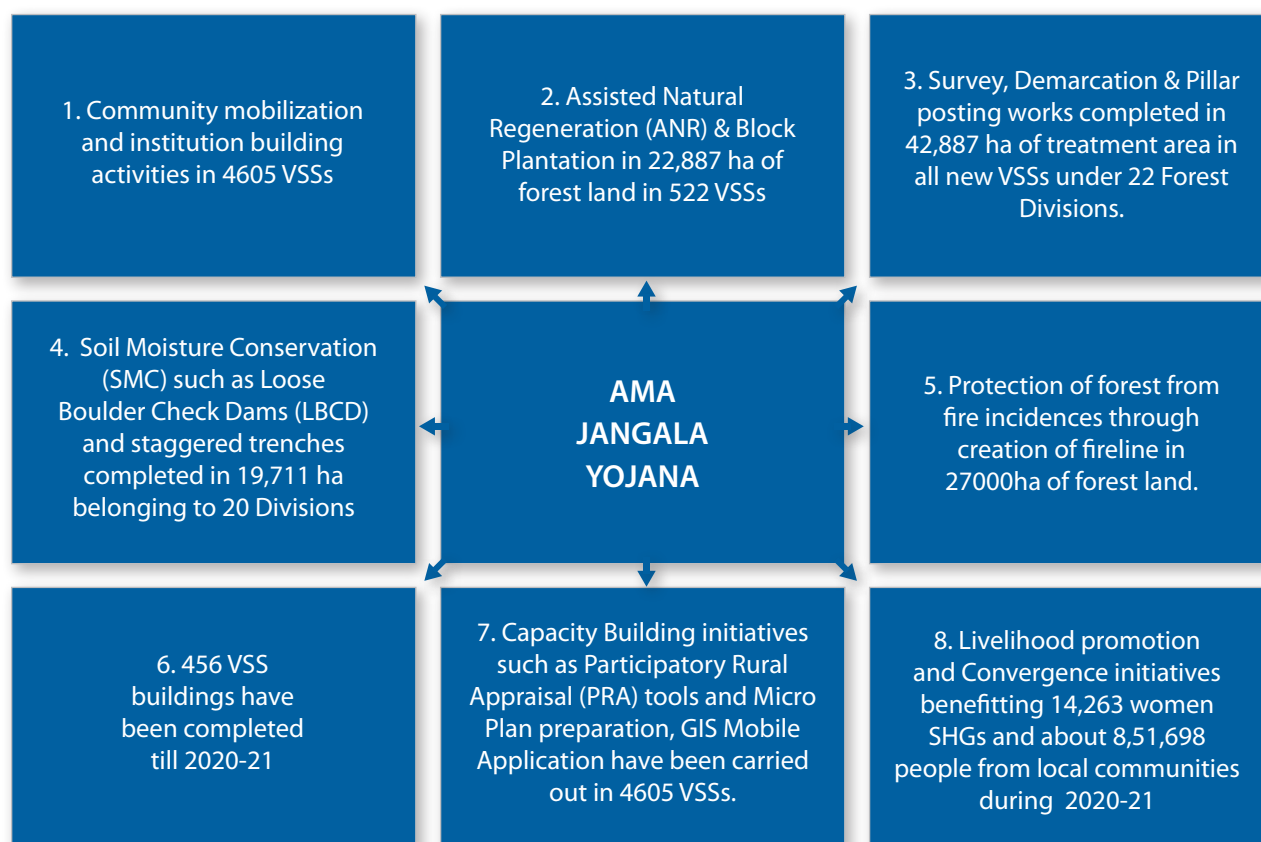 1. Community mobilization
and institution building
activities in 4605 VSSs
2. Assisted Natural
Regeneration (ANR) & Block
Plantation in 22,887 ha of
forest land in 522 VSSs
3. Survey, Demarcation & Pillar
posting works completed in
42,887 ha of treatment area in
all new VSSs under 22 Forest
Divisions.
4. Soil Moisture Conservation
(SMC) such as Loose
Boulder Check Dams (LBCD)
and staggered trenches
completed in 19,711 ha
belonging to 20 Divisions
AMA
JANGALA
YOJANA
5. Protection of forest from
fire incidences through
creation of fireline in
27000ha of forest land.
6. 456 VSS
buildings have
been completed
till 2020-21
7. Capacity Building initiatives
such as Participatory Rural
Appraisal (PRA) tools and Micro
Plan preparation, GIS Mobile
Application have been carried
out in 4605 VSSs.
8. Livelihood promotion
and Convergence initiatives
benefitting 14,263 women
SHGs and about 8,51,698
people from local communities
during 2020-21